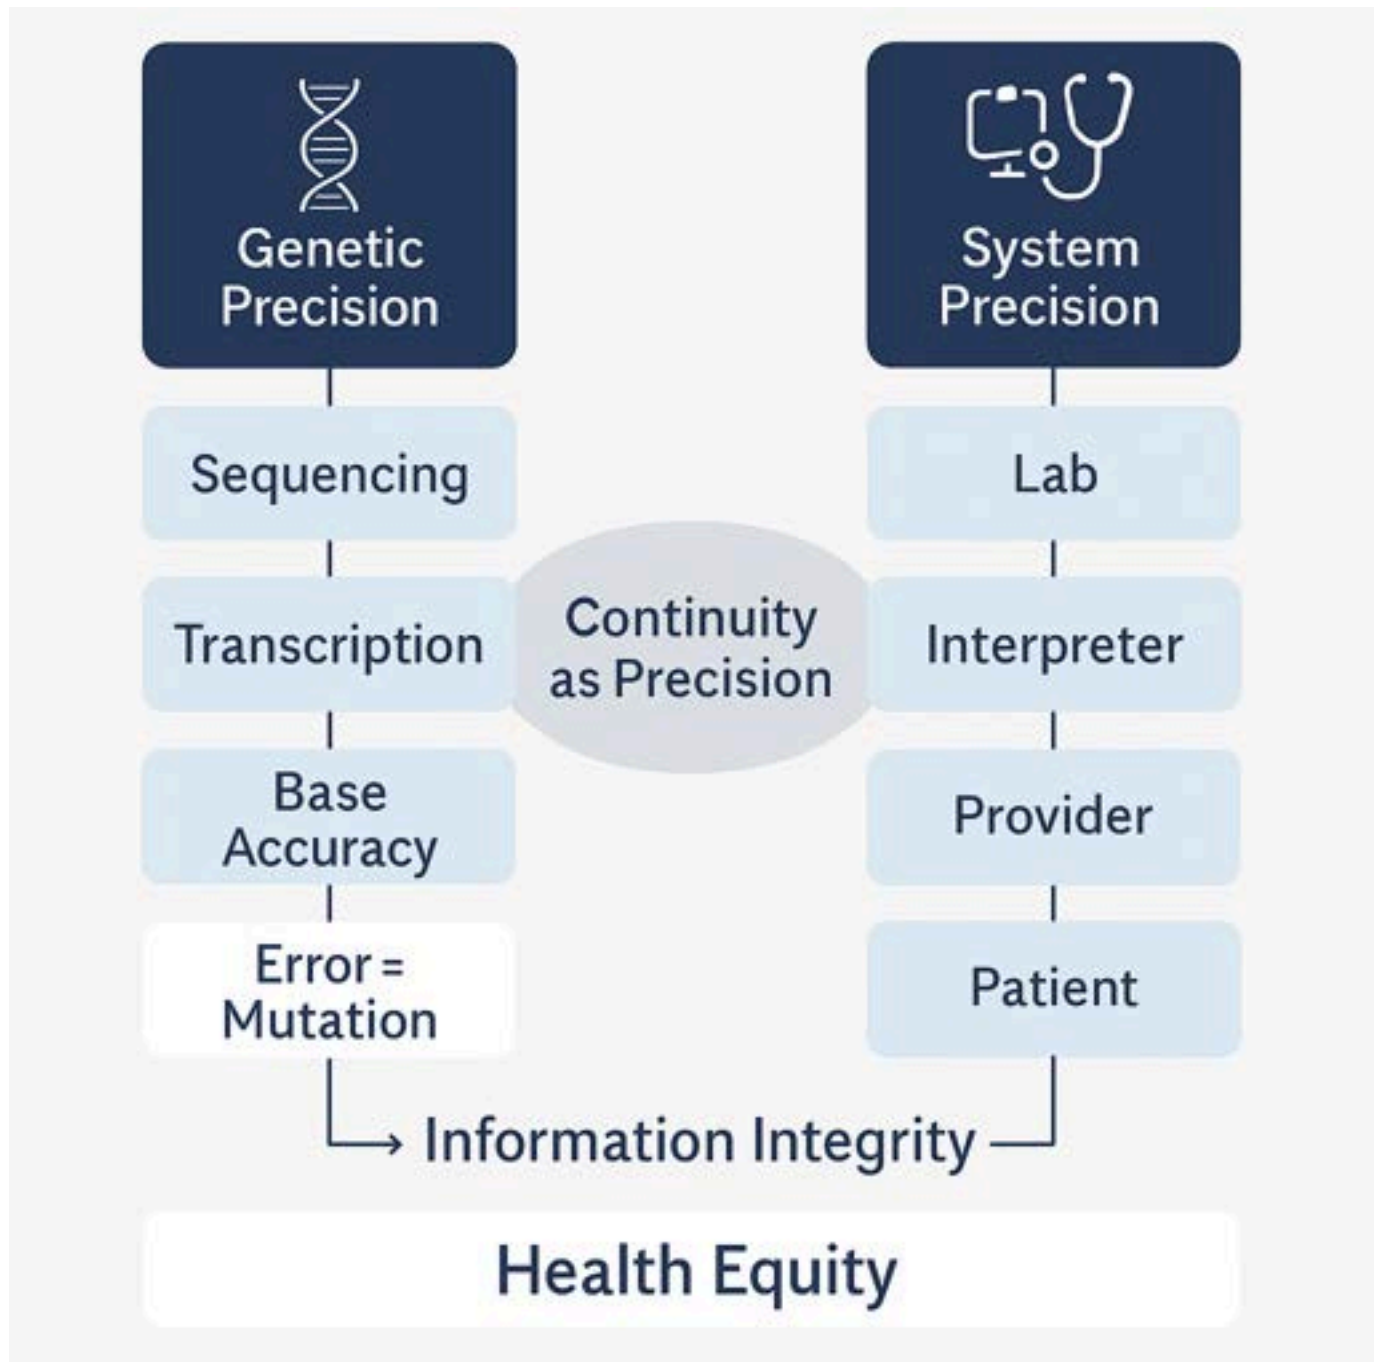 Genetic
Precision
Sequencing
Transcription
Base
Accuracy
Error =
Mutation
Continuity
as Precision
System
Precision
Lab
Interpreter
Provider
Patient
Information Integrity
Health Equity